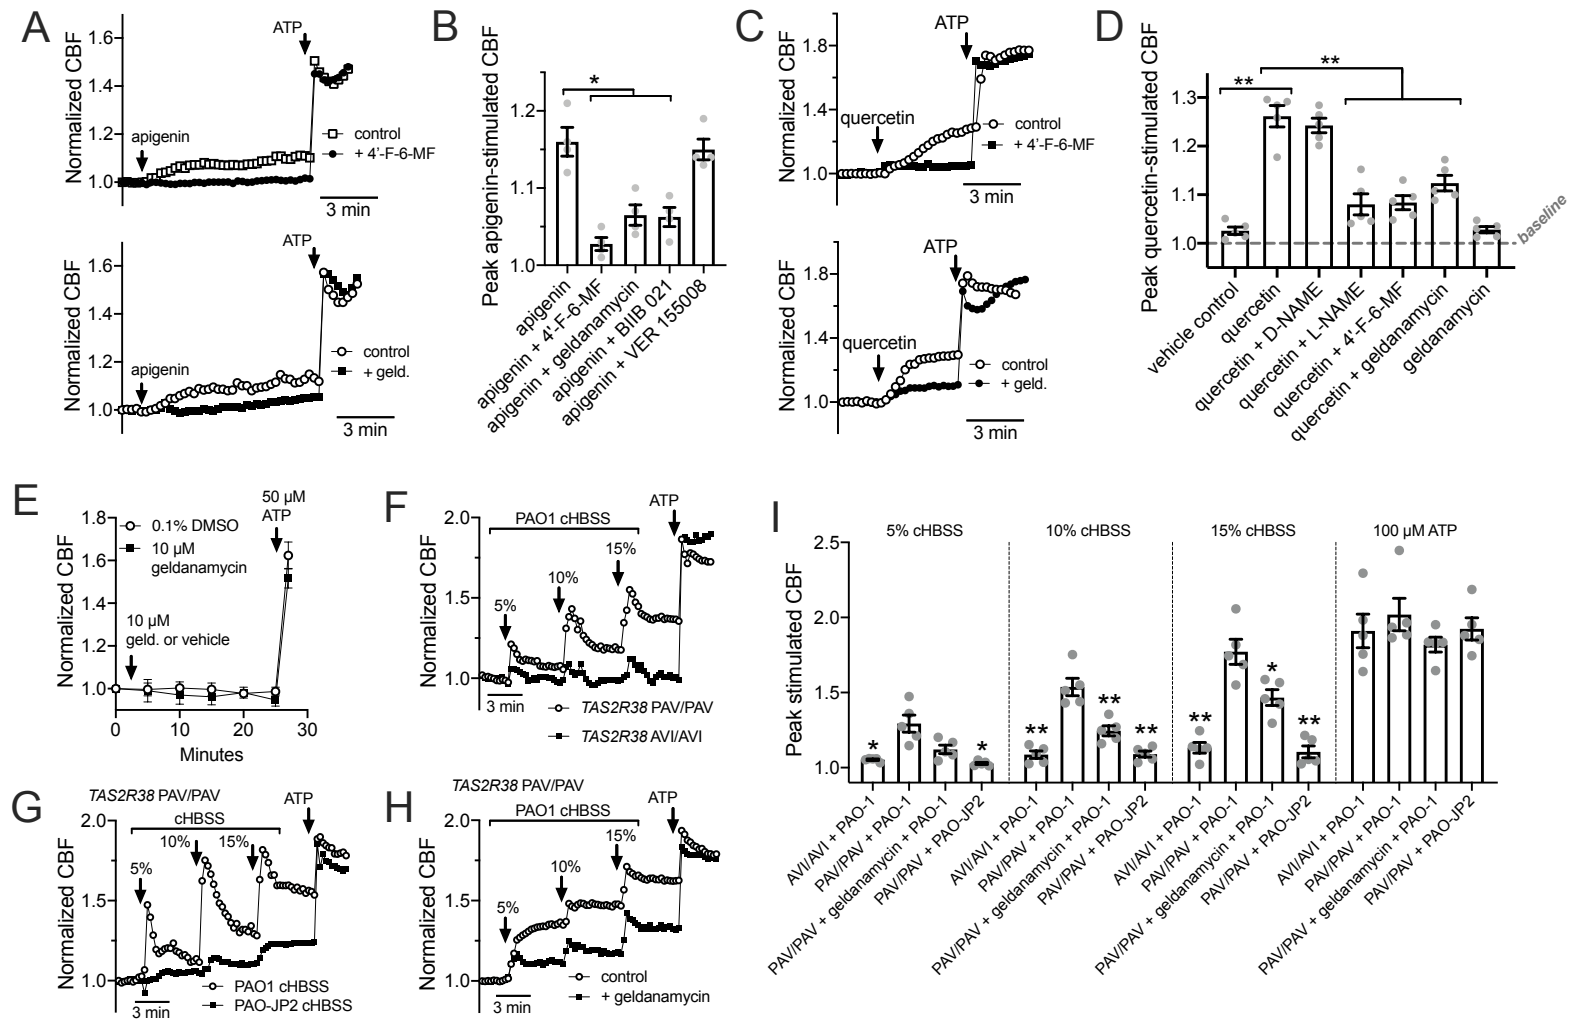 A
Normalized CBF
1.6
1.4
1.2
1.0
apigenin
ATP
control
+ 4'-F-6-MF
3 min
Normalized CBF
1.6
1.4
1.2
1.0
apigenin
ATP
control
+ geld.
3 min
B
Peak apigenin-stimulated CBF
1.2
1.1
1.0
*
apigenin
apigenin + 4'-F-6-MF
apigenin + geldanamycin
apigenin + BIIB 021
apigenin + VER 155008
C
Normalized CBF
1.8
1.4
1.0
quercetin
ATP
control
+ 4'-F-6-MF
3 min
Normalized CBF
1.8
1.4
1.0
quercetin
ATP
control
+ geld.
3 min
D
Peak quercetin-stimulated CBF
1.3
1.2
1.1
1.0
**
**
baseline
vehicle control
quercetin
quercetin + D-NAME
quercetin + L-NAME
quercetin + 4'-F-6-MF
quercetin + geldanamycin
geldanamycin
E
Normalized CBF
1.8
1.6
1.4
1.2
1.0
0.1% DMSO
10 µM
geldanamycin
50 µM
ATP
10 µM
geld. or vehicle
0
10
20
30
Minutes
F
Normalized CBF
2.0
1.5
1.0
PAO1 cHBSS
5%
10%
15%
ATP
3 min
TAS2R38 PAV/PAV
TAS2R38 AVI/AVI
G
TAS2R38 PAV/PAV
cHBSS
Normalized CBF
2.0
1.5
1.0
5%
10%
15%
ATP
PAO1 cHBSS
PAO-JP2 cHBSS
3 min
H
TAS2R38 PAV/PAV
PAO1 cHBSS
Normalized CBF
2.0
1.5
1.0
5%
10%
15%
ATP
control
+ geldanamycin
3 min
I
Peak stimulated CBF
2.5
2.0
1.5
1.0
5% cHBSS
10% cHBSS
15% cHBSS
100 µM ATP
*
*
**
**
**
**
*
**
AVI/AVI + PAO-1
PAV/PAV + PAO-1
PAV/PAV + geldanamycin + PAO-1
PAV/PAV + PAO-JP2
AVI/AVI + PAO-1
PAV/PAV + PAO-1
PAV/PAV + geldanamycin + PAO-1
PAV/PAV + PAO-JP2
AVI/AVI + PAO-1
PAV/PAV + PAO-1
PAV/PAV + geldanamycin + PAO-1
PAV/PAV + PAO-JP2
AVI/AVI + PAO-1
PAV/PAV + PAO-1
PAV/PAV + geldanamycin + PAO-1
PAV/PAV + PAO-JP2